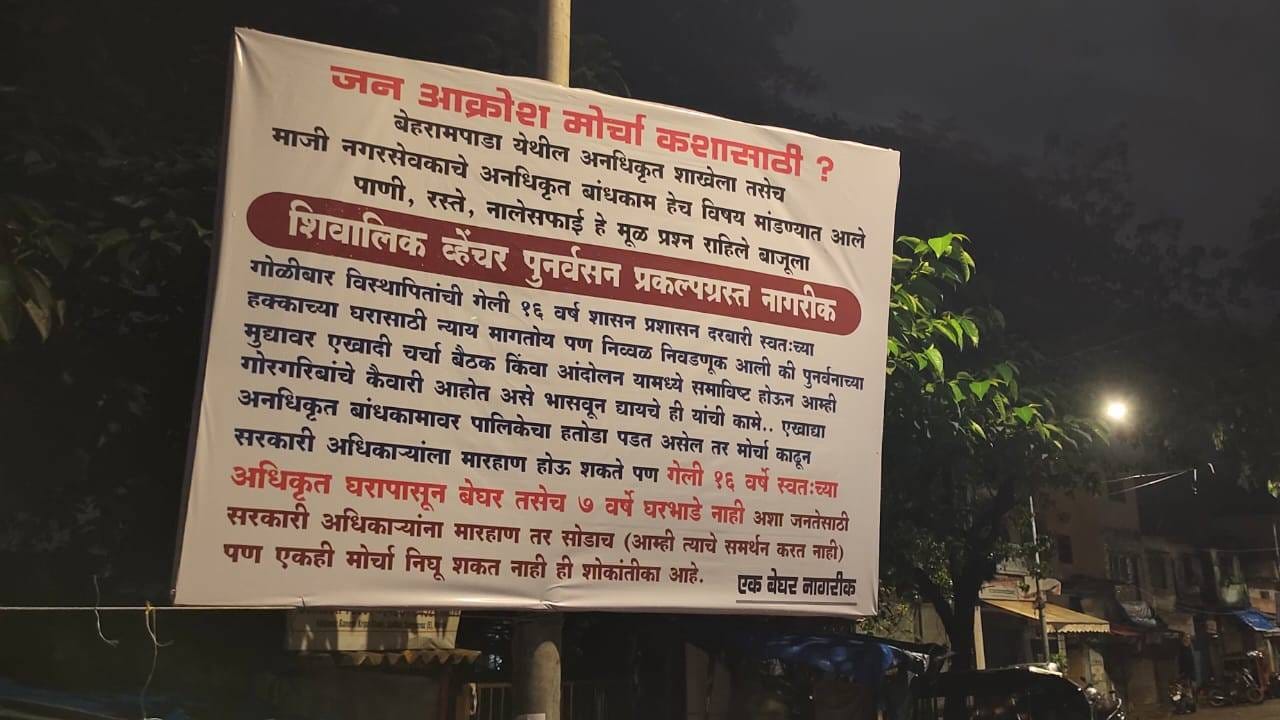 जन आक्रोश मोर्चा कशासाठी ?
बेहरामपाडा येथील अनधिकृत शाखेला तसेच
माजी नगरसेवकाचे अनधिकृत बांधकाम हेच विषय मांडण्यात आले
पाणी, रस्ते, नालेसफाई हे मूळ प्रश्न राहिले बाजूला
शिवालिक व्हेंचर पुनर्वसन प्रकल्पग्रस्त नागरीक
गोळीबार विस्थापितांची गेली १६ वर्ष शासन प्रशासन दरबारी स्वतःच्या
हक्काच्या घरासाठी न्याय मागतोय पण निव्वळ निवडणूक आली की पुनर्वनाच्या
मुद्यावर एखादी चर्चा बैठक किंवा आंदोलन यामध्ये समाविष्ट होऊन आम्ही
गोरगरिबांचे कैवारी आहोत असे भासवून द्यायचे ही यांची कामे.. एखाद्या
अनधिकृत बांधकामावर पालिकेचा हतोडा पडत असेल तर मोर्चा काढून
सरकारी अधिकाऱ्यांला मारहाण होऊ शकते पण गेली १६ वर्षे स्वतःच्या
अधिकृत घरापासून बेघर तसेच ७ वर्षे घरभाडे नाही अशा जनतेसाठी
सरकारी अधिकाऱ्यांना मारहाण तर सोडाच (आम्ही त्याचे समर्थन करत नाही)
पण एकही मोर्चा निघू शकत नाही ही शोकांतीका आहे.
एक बेघर नागरीक